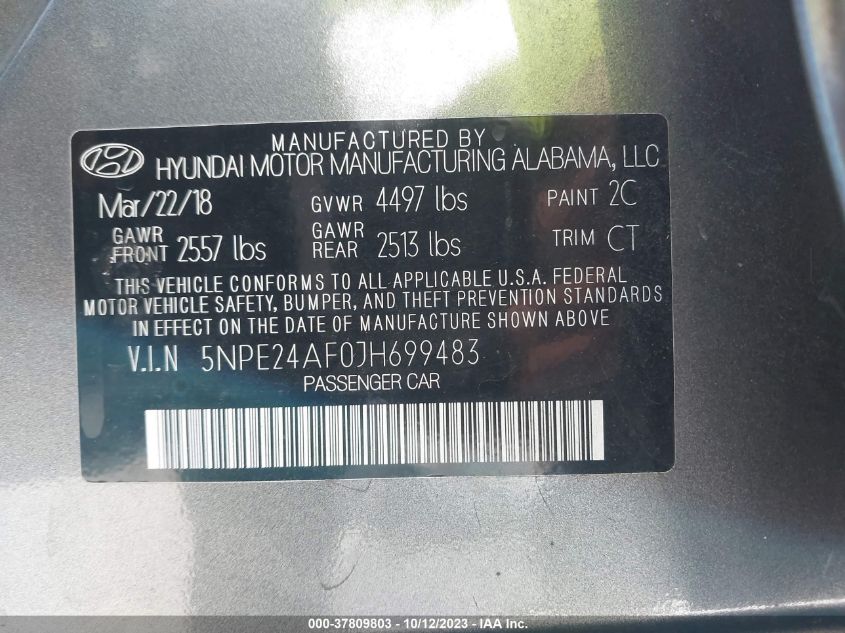 MANUFACTURED BY
HYUNDAI MOTOR MANUFACTURING ALABAMA, LLC
Mar/22/18 GVWR 4497 lbs PAINT 2C
GAWR FRONT 2557 lbs GAWR REAR 2513 lbs TRIM CT
THIS VEHICLE CONFORMS TO ALL APPLICABLE U.S.A. FEDERAL
MOTOR VEHICLE SAFETY, BUMPER, AND THEFT PREVENTION STANDARDS
IN EFFECT ON THE DATE OF MANUFACTURE SHOWN ABOVE
V.I.N 5NPE24AF0JH699483
PASSENGER CAR
000-37809803 - 10/12/2023 - IAA Inc.